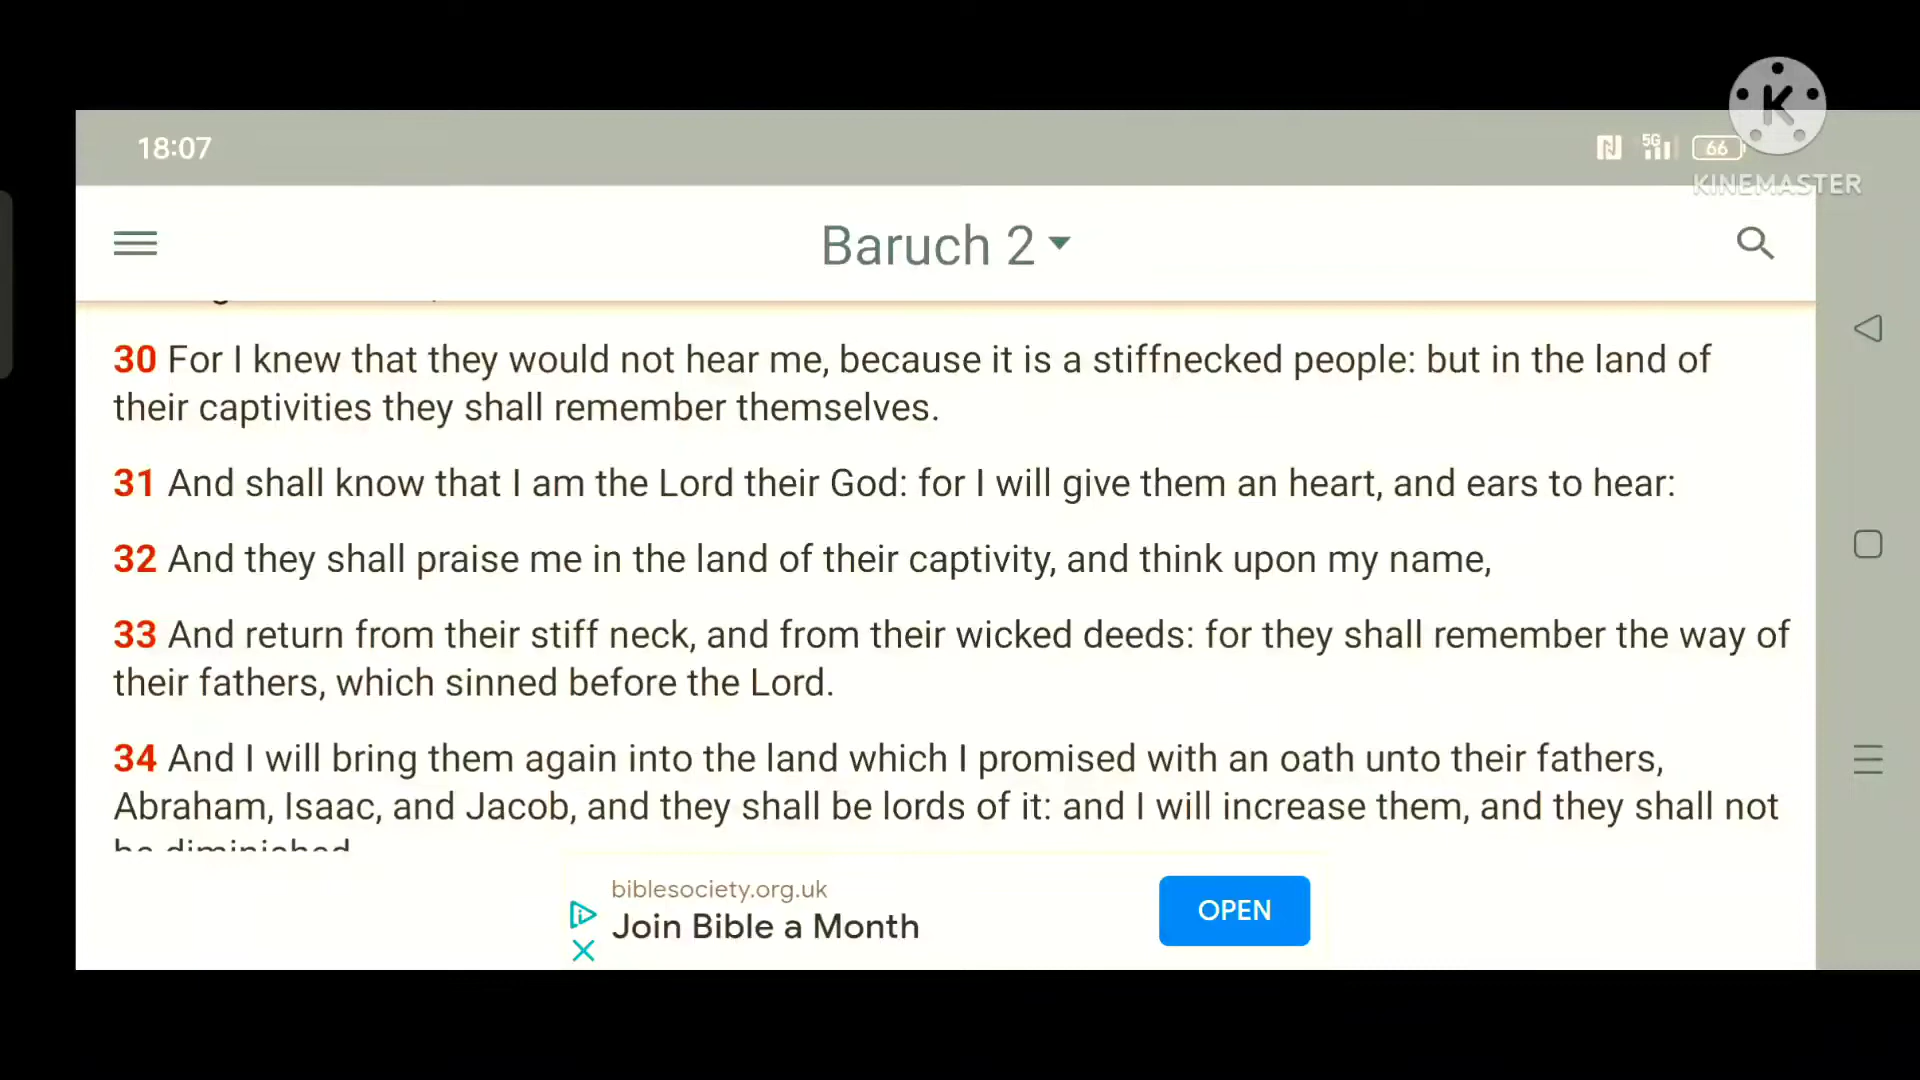 18:07
5G
66
K
KINEMASTER
Baruch 2
30 For I knew that they would not hear me, because it is a stiffnecked people: but in the land of
their captivities they shall remember themselves.
31 And shall know that I am the Lord their God: for I will give them an heart, and ears to hear:
32 And they shall praise me in the land of their captivity, and think upon my name,
33 And return from their stiff neck, and from their wicked deeds: for they shall remember the way of
their fathers, which sinned before the Lord.
34 And I will bring them again into the land which I promised with an oath unto their fathers,
Abraham, Isaac, and Jacob, and they shall be lords of it: and I will increase them, and they shall not
be diminished
biblesociety.org.uk
Join Bible a Month
OPEN